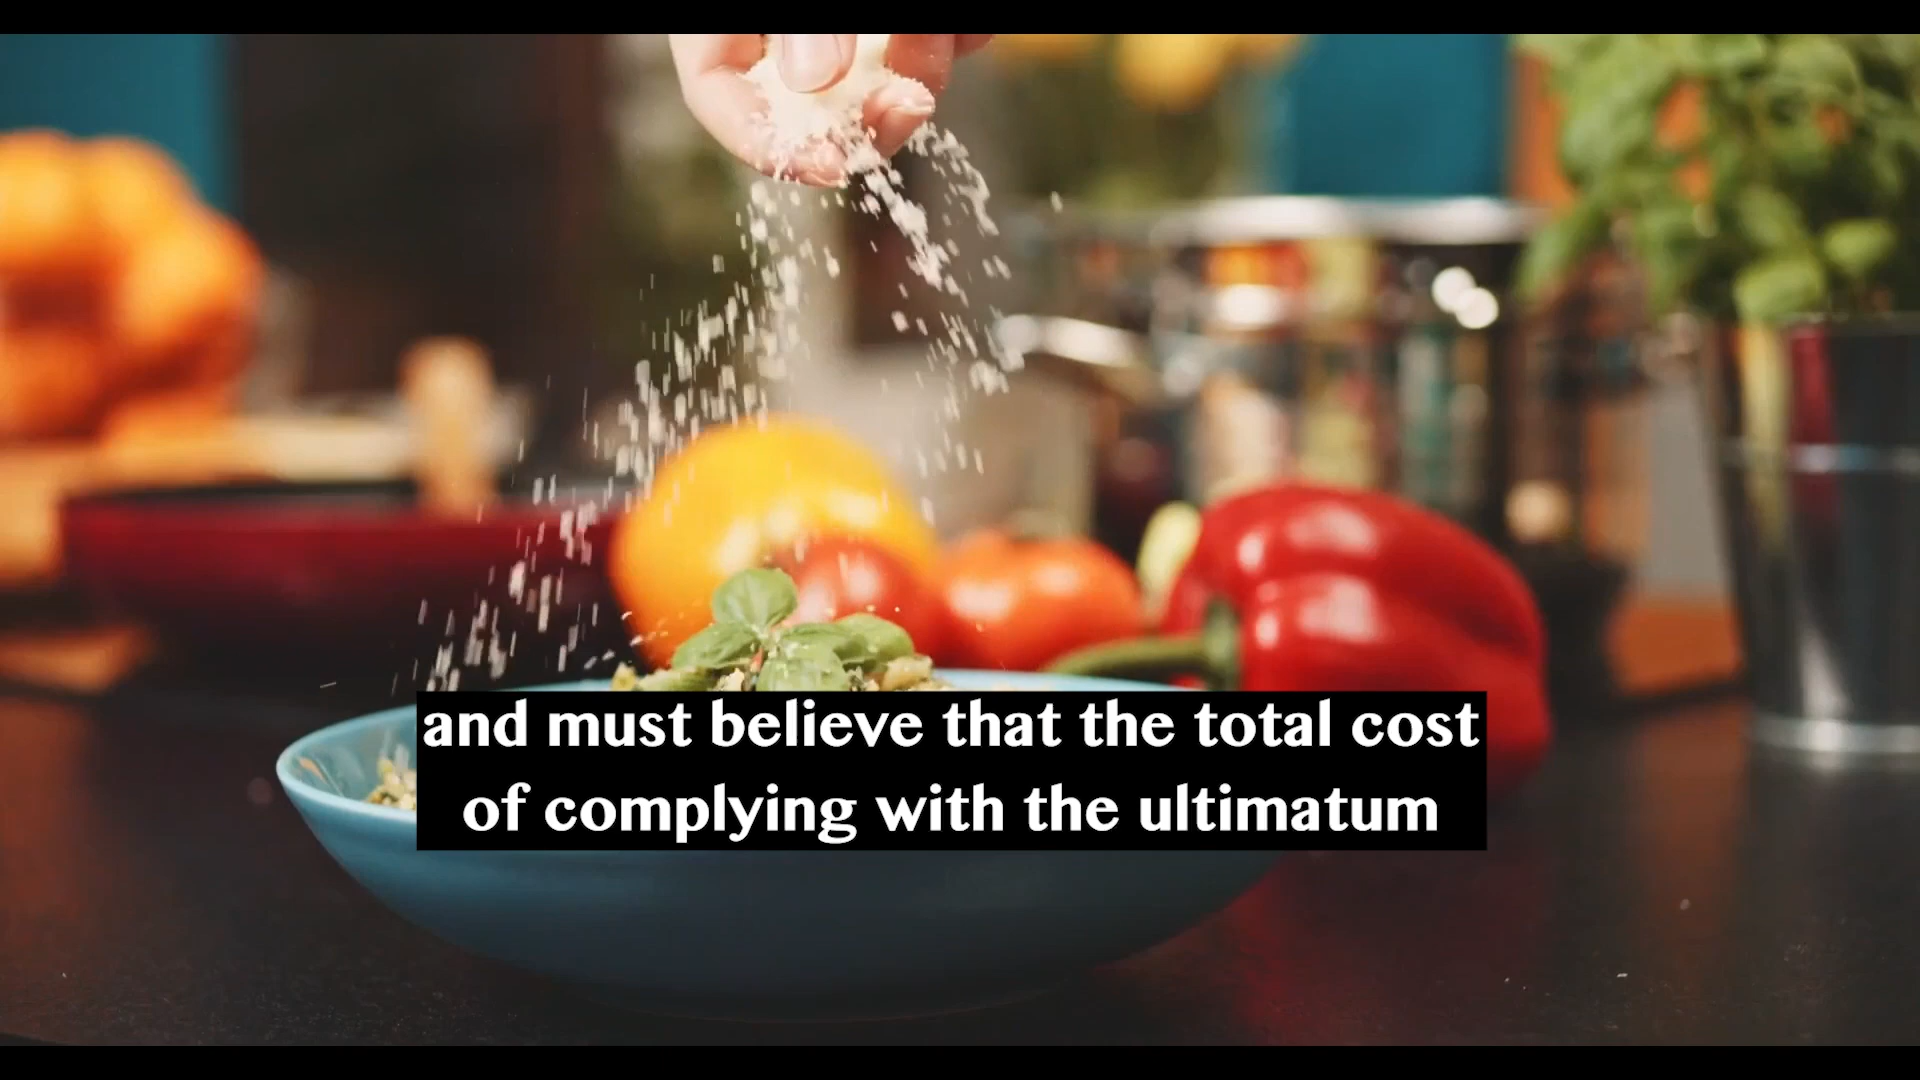 and must believe that the total cost
of complying with the ultimatum